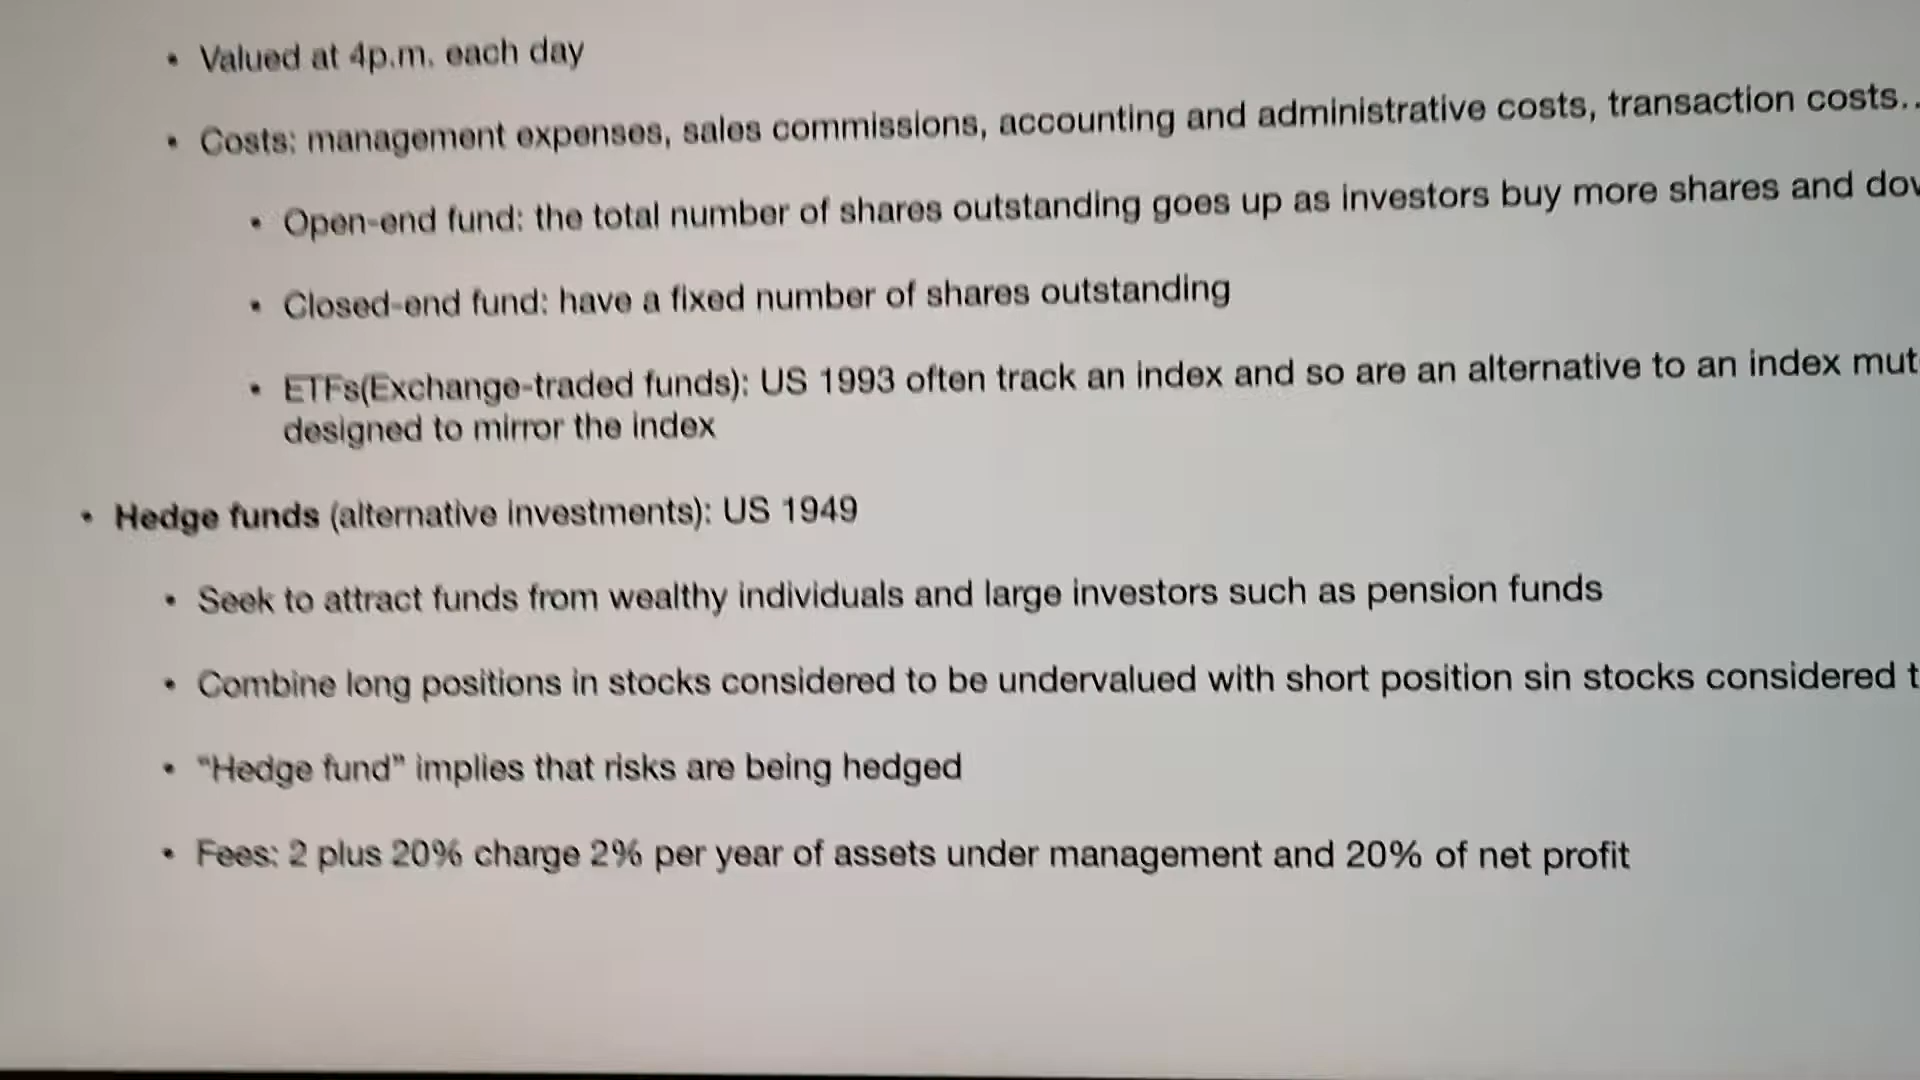 • Valued at 4p.m. each day
• Costs: management expenses, sales commissions, accounting and administrative costs, transaction costs..
• Open-end fund: the total number of shares outstanding goes up as investors buy more shares and
• Closed-end fund: have a fixed number of shares outstanding
• ETFs(Exchange-traded funds): US 1993 often track an index and so are an alternative to an index
designed to mirror the index
• Hedge funds (alternative investments): US 1949
• Seek to attract funds from wealthy individuals and large investors such as pension funds
• Combine long positions in stocks considered to be undervalued with short position sin stocks considered
• "Hedge fund" implies that risks are being hedged
• Fees: 2 plus 20% charge 2% per year of assets under management and 20% of net profit